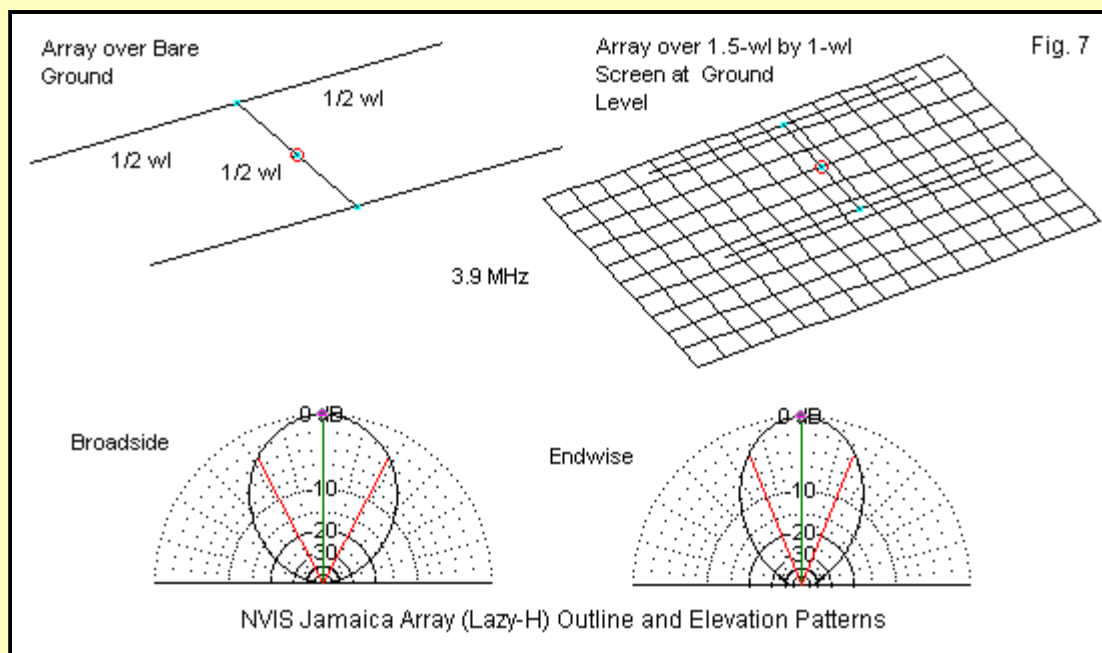 Array over Bare
Ground
1/2 wl
1/2 wl
1/2 wl
Array over 1.5-wl by 1-wl
Screen at Ground
Level
Fig. 7
3.9 MHz
Broadside
0 dB
-10
-20
-30
Endwise
0 dB
-10
-20
-30
NVIS Jamaica Array (Lazy-H) Outline and Elevation Patterns